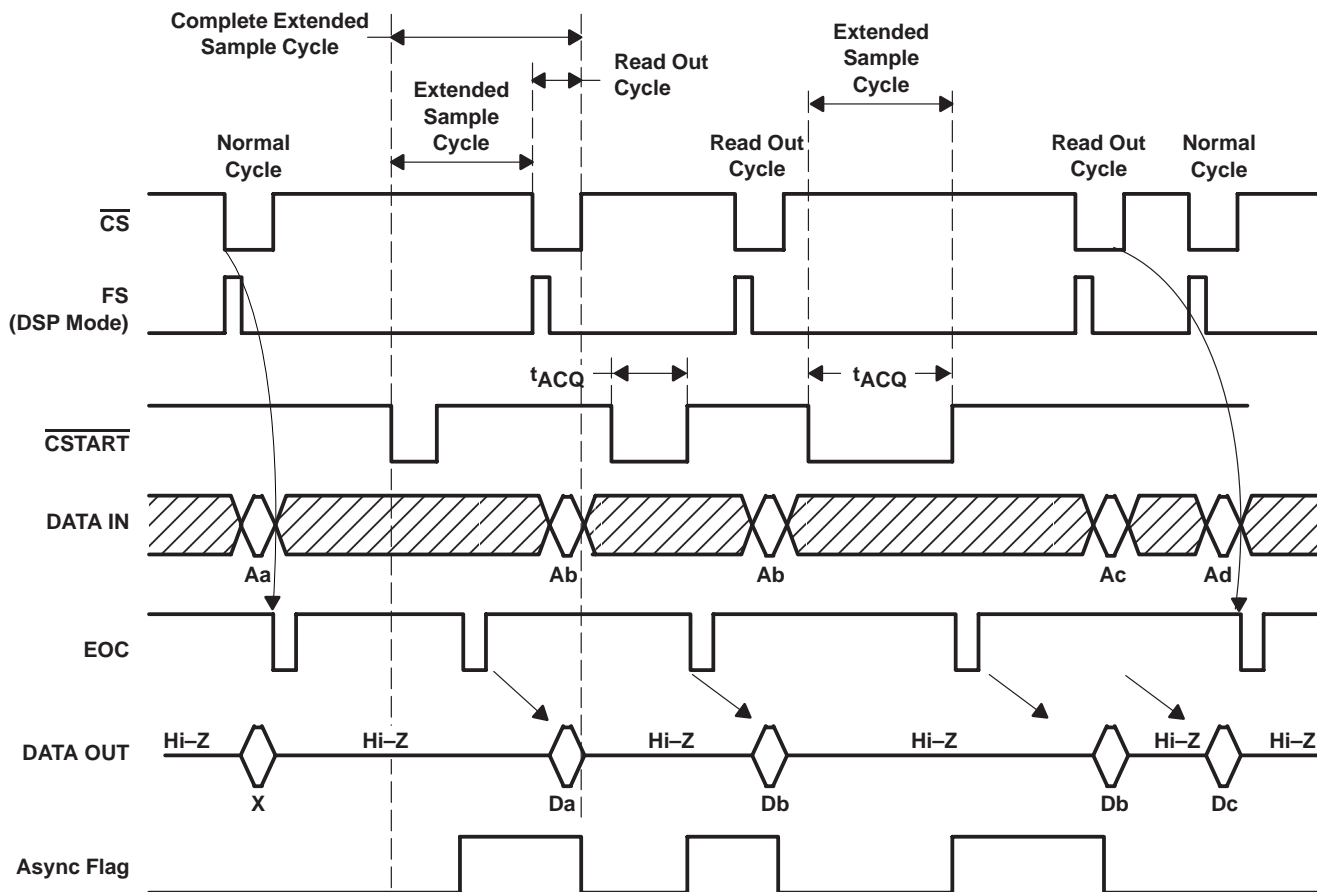 Complete Extended
Sample Cycle
Extended
Sample
Cycle
Read Out
Cycle
Extended
Sample
Cycle
Normal
Cycle
Read Out
Cycle
Read Out
Cycle
Normal
Cycle
CS
FS
(DSP Mode)
tACQ
tACQ
CSTART
DATA IN
Aa
Ab
Ab
Ac
Ad
EOC
DATA OUT
Hi–Z
Hi–Z
Hi–Z
Hi–Z
Hi–Z
Hi–Z
X
Da
Db
Db
Dc
Async Flag